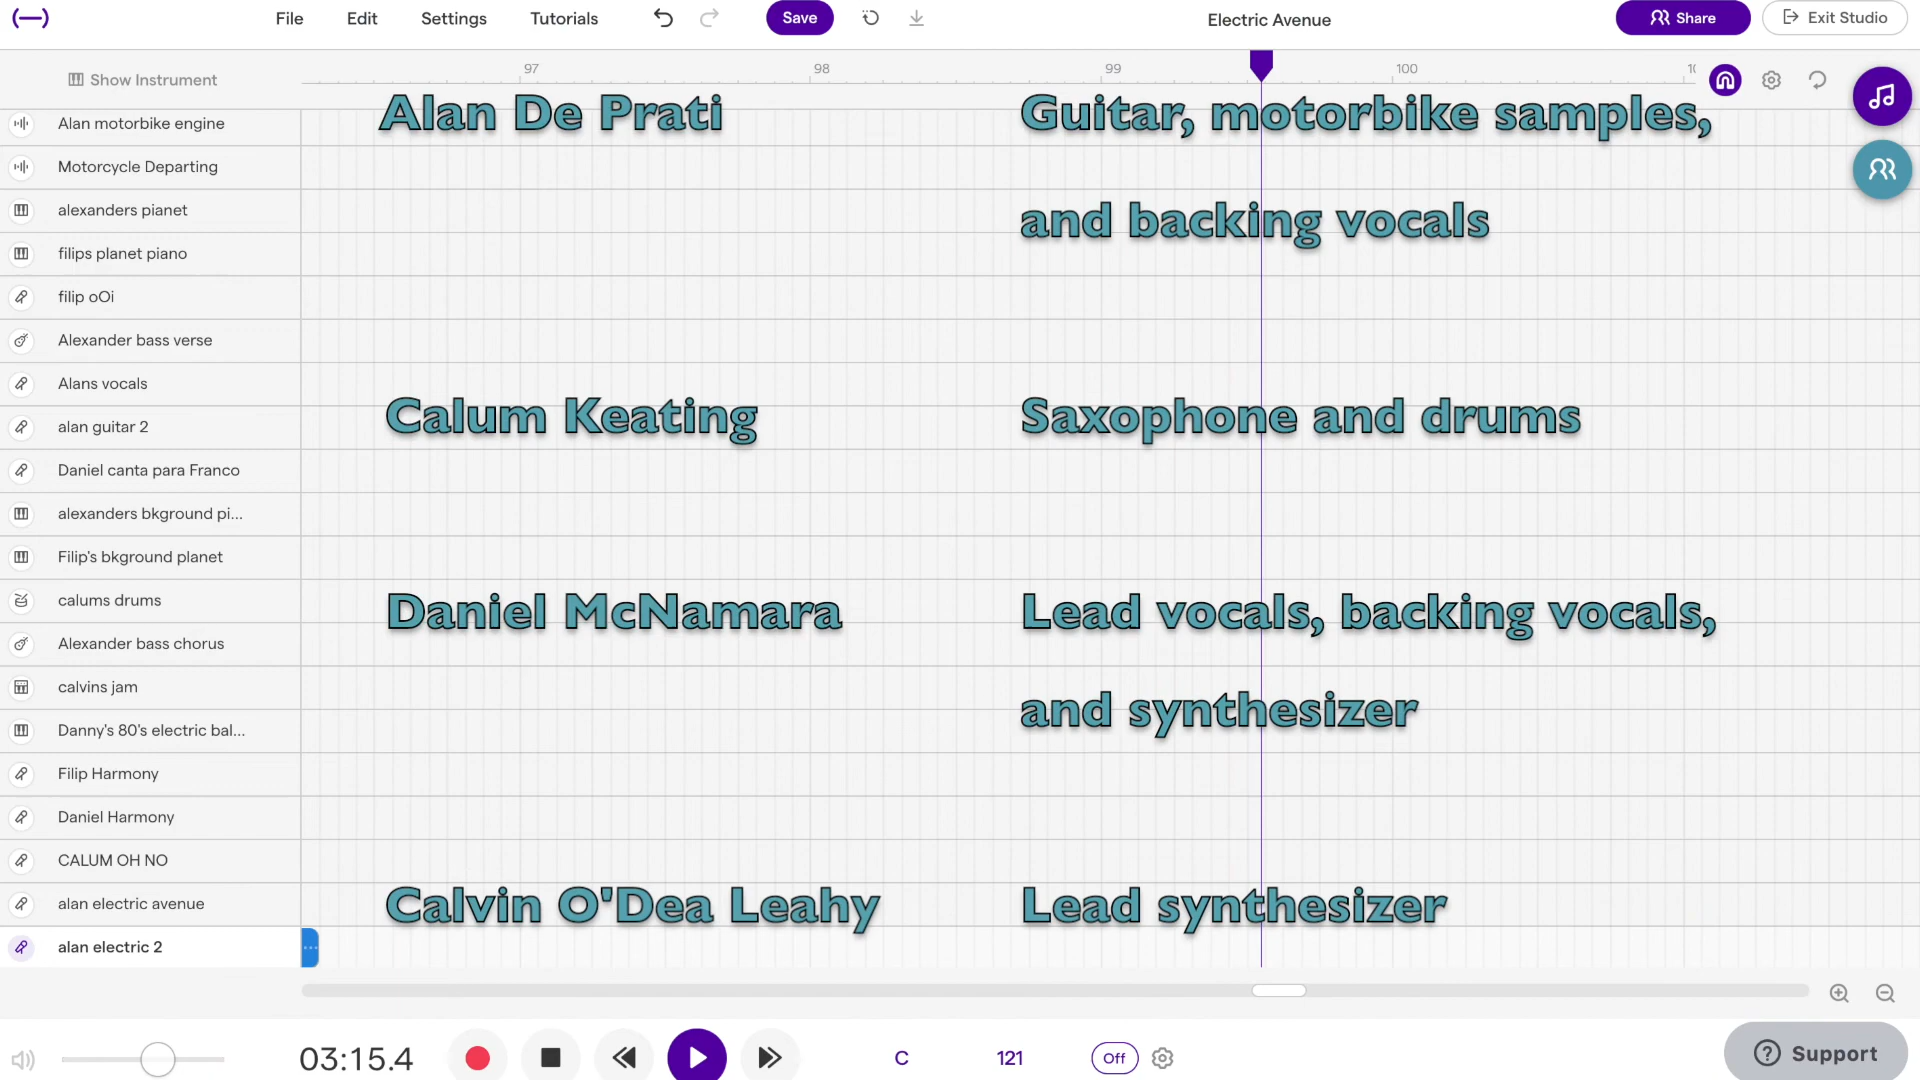 File Edit Settings Tutorials Save Electric Avenue Share Exit Studio
Show Instrument 97 98 99 100
Alan motorbike engine
Alan De Prati Guitar, motorbike samples,
Motorcycle Departing
alexanders pianet
and backing vocals
filips planet piano
filip oOi
Alexander bass verse
Alans vocals
Calum Keating Saxophone and drums
alan guitar 2
Daniel canta para Franco
alexanders bkground pi...
Filip's bkground planet
calums drums
Daniel McNamara Lead vocals, backing vocals,
Alexander bass chorus
calvins jam
and synthesizer
Danny's 80's electric bal...
Filip Harmony
Daniel Harmony
CALUM OH NO
alan electric avenue
Calvin O'Dea Leahy Lead synthesizer
alan electric 2
03:15.4 C 121 Off Support